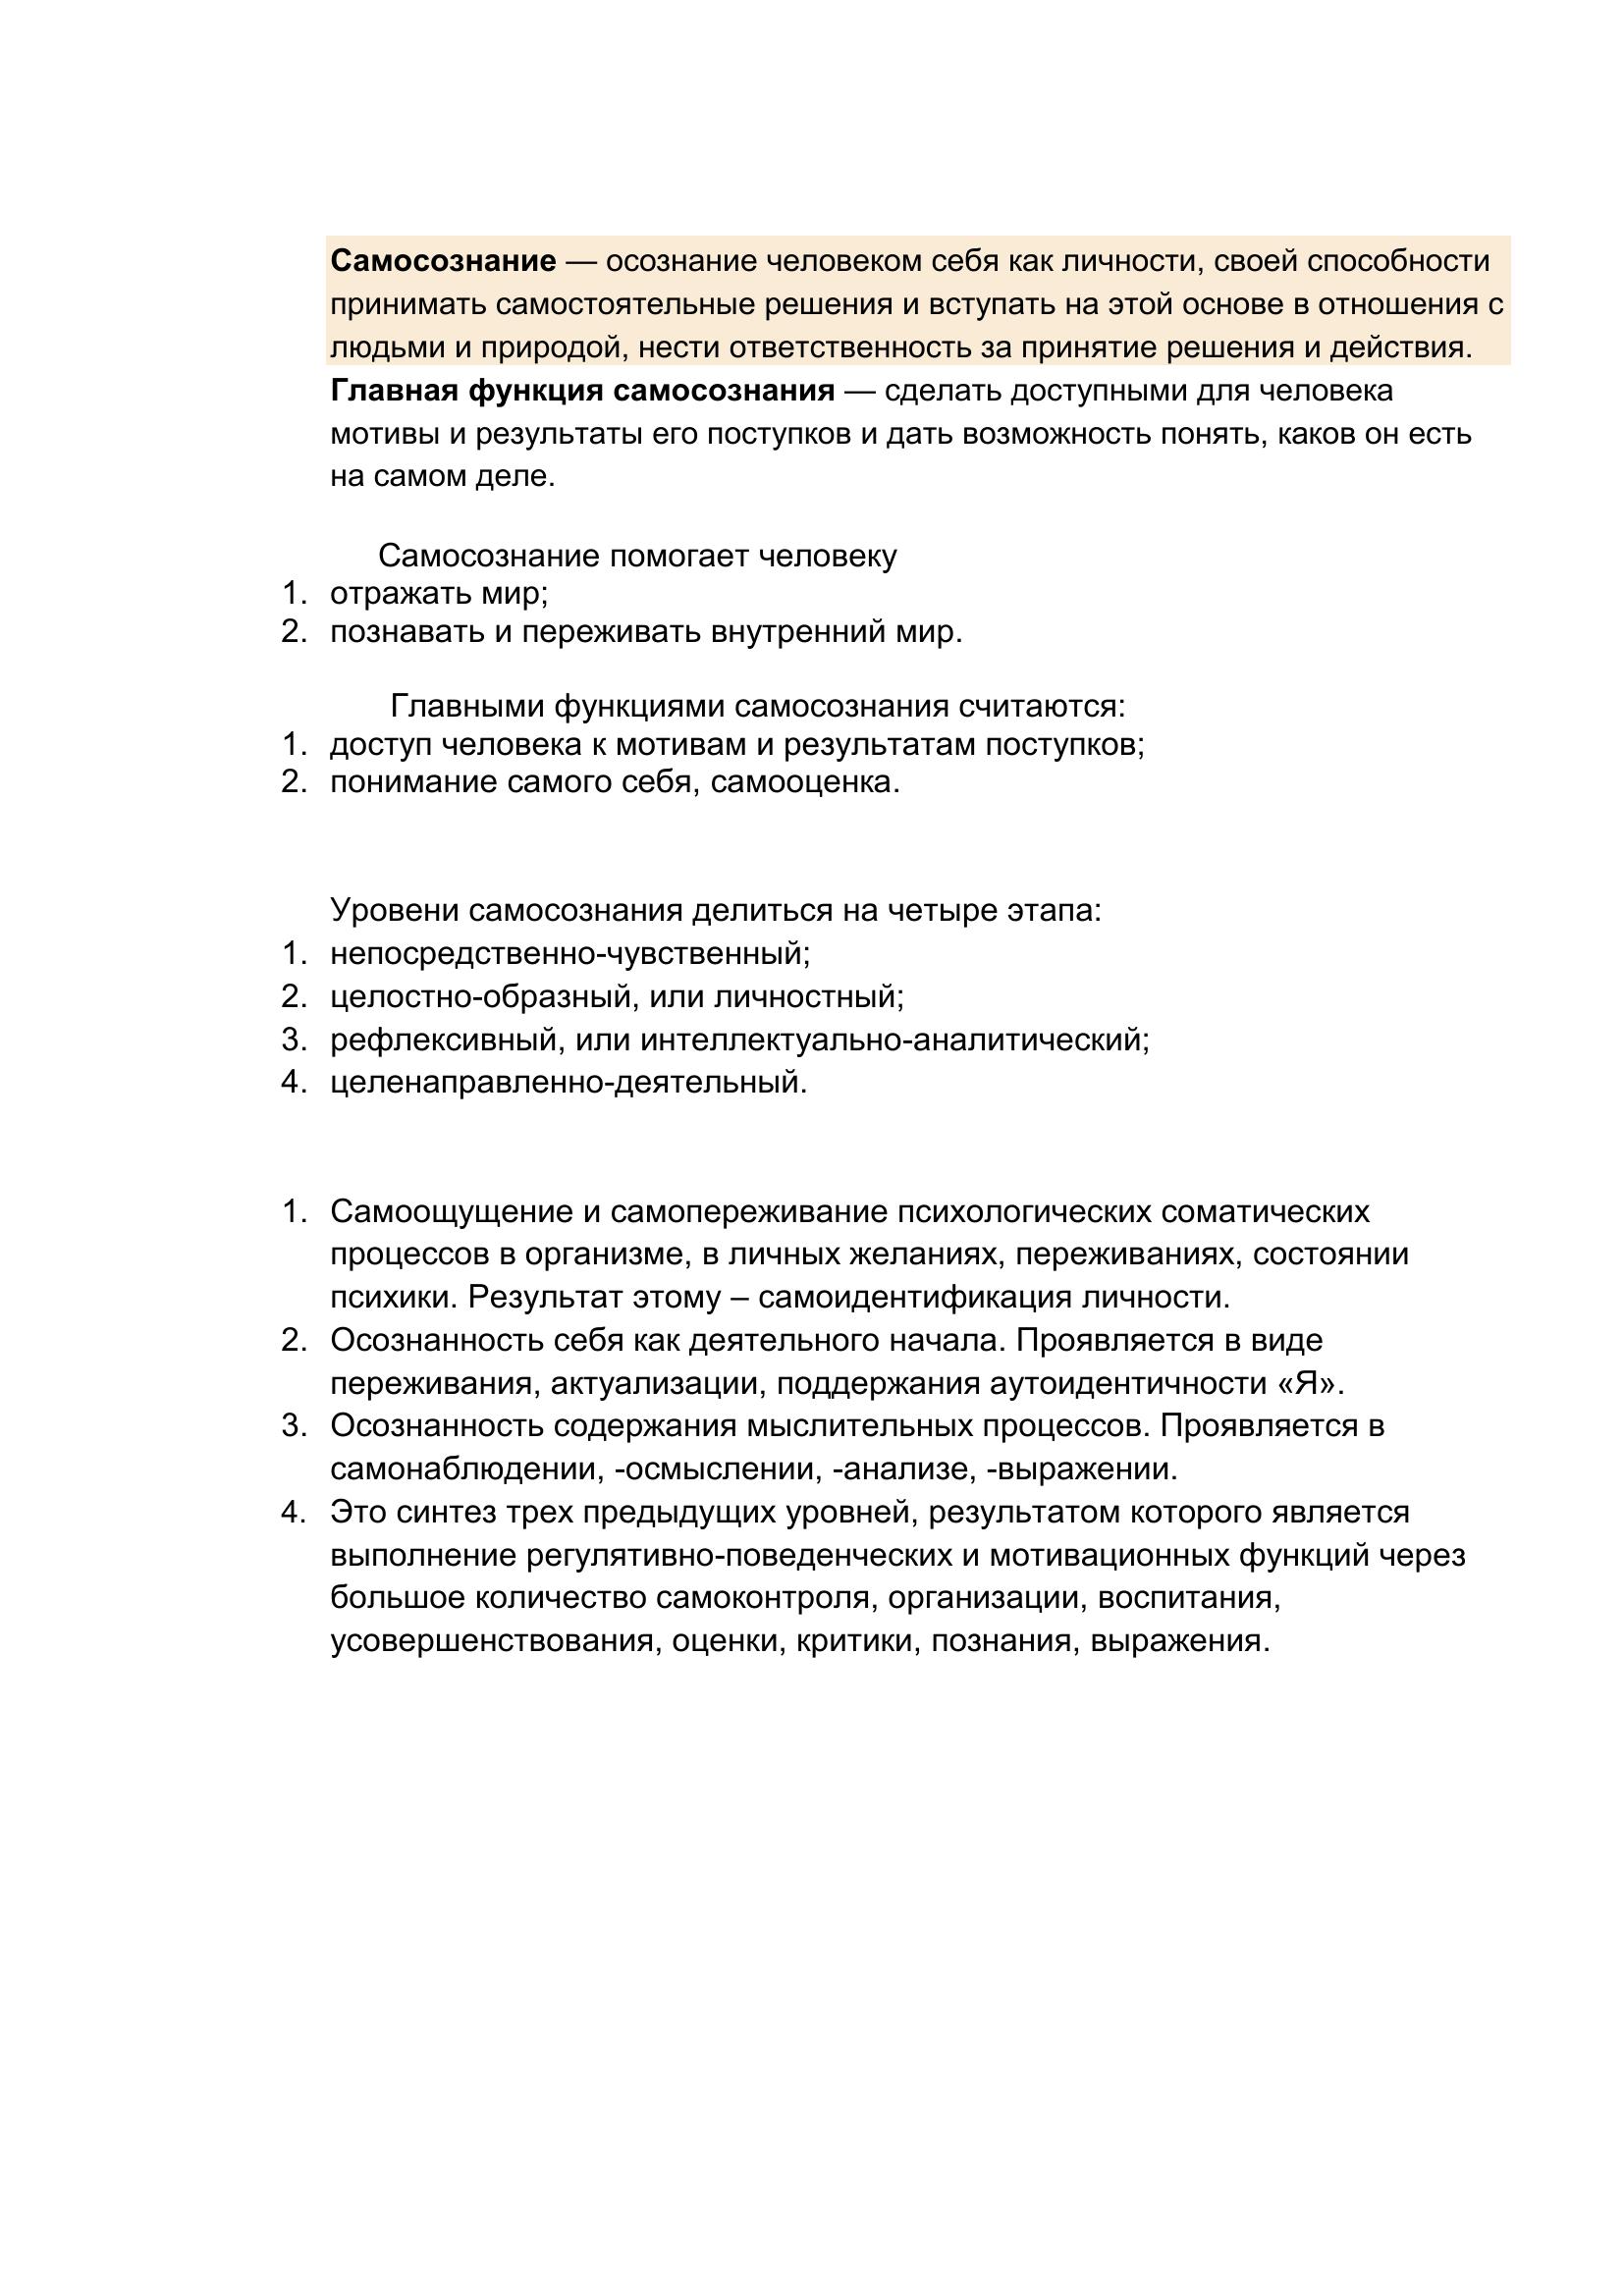 Самосознание — осознание человеком себя как личности, своей способности
принимать самостоятельные решения и вступать на этой основе в отношения с
людьми и природой, нести ответственность за принятие решения и действия.
Главная функция самосознания — сделать доступными для человека
мотивы и результаты его поступков и дать возможность понять, каков он есть
на самом деле.
Самосознание помогает человеку
1. отражать мир;
2. познавать и переживать внутренний мир.
Главными функциями самосознания считаются:
1. доступ человека к мотивам и результатам поступков;
2. понимание самого себя, самооценка.
Уровени самосознания делиться на четыре этапа:
1. непосредственно-чувственный;
2. целостно-образный, или личностный;
3. рефлексивный, или интеллектуально-аналитический;
4. целенаправленно-деятельный.
1. Самоощущение и самопереживание психологических соматических
процессов в организме, в личных желаниях, переживаниях, состоянии
психики. Результат этому – самоидентификация личности.
2. Осознанность себя как деятельного начала. Проявляется в виде
переживания, актуализации, поддержания аутоидентичности «Я».
3. Осознанность содержания мыслительных процессов. Проявляется в
самонаблюдении, -осмыслении, -анализе, -выражении.
4. Это синтез трех предыдущих уровней, результатом которого является
выполнение регулятивно-поведенческих и мотивационных функций через
большое количество самоконтроля, организации, воспитания,
усовершенствования, оценки, критики, познания, выражения.